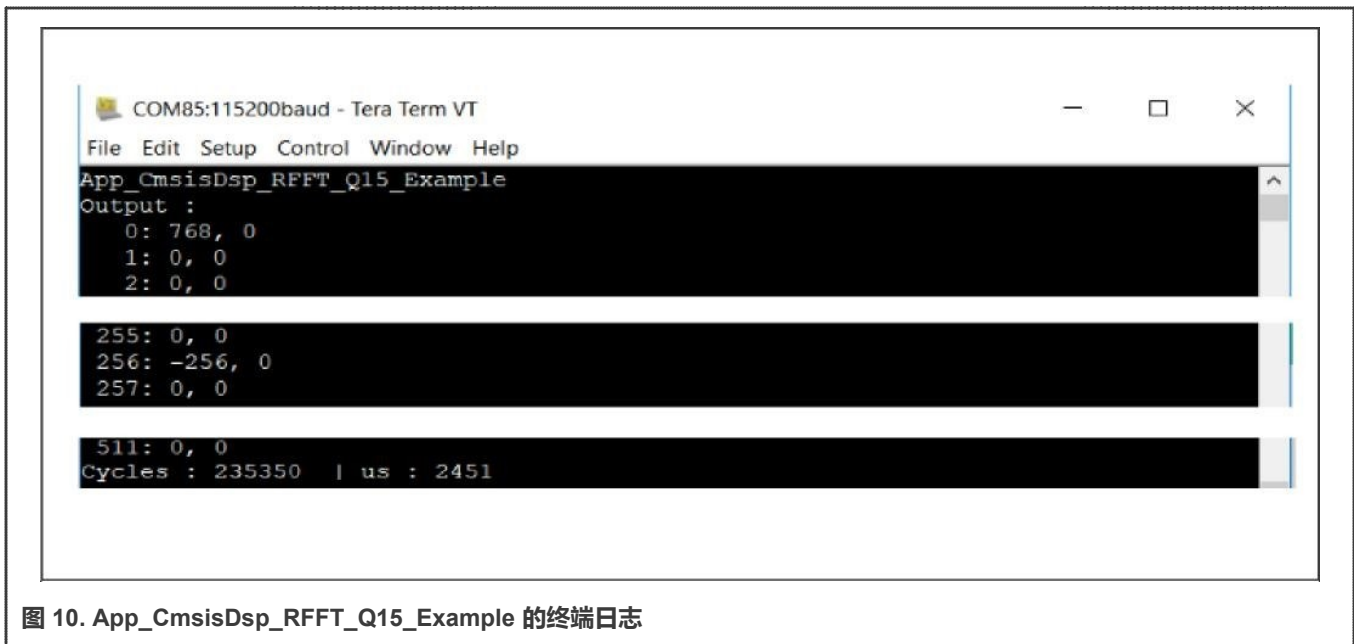 COM85:115200baud - Tera Term VT
File Edit Setup Control Window Help
App_CmsisDsp_RFFT_Q15_Example
Output :
0: 768, 0
1: 0, 0
2: 0, 0
255: 0, 0
256: -256, 0
257: 0, 0
511: 0, 0
Cycles : 235350 | us : 2451
图 10. App_CmsisDsp_RFFT_Q15_Example 的终端日志